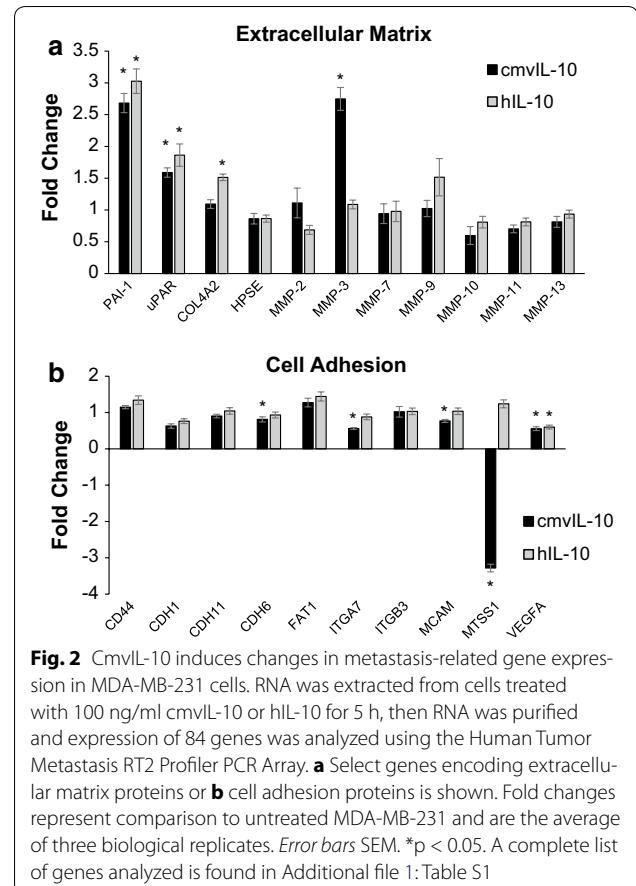 a
Extracellular Matrix
cmvIL-10
hIL-10
Fold Change
3.5
3
2.5
2
1.5
1
0.5
0
* * * * * *
PAI-1 uPAR COL4A2 HPSE MMP-2 MMP-3 MMP-7 MMP-9 MMP-10 MMP-11 MMP-13
b
Cell Adhesion
Fold Change
2
1
0
-1
-2
-3
-4
* * * * *
cmvIL-10
hIL-10
*
CD44 CDH1 CDH11 CDH6 FAT1 ITGA7 ITGB3 MCAM MTSS1 VEGFA
Fig. 2 CmvIL-10 induces changes in metastasis-related gene expres-
sion in MDA-MB-231 cells. RNA was extracted from cells treated
with 100 ng/ml cmvIL-10 or hIL-10 for 5 h, then RNA was purified
and expression of 84 genes was analyzed using the Human Tumor
Metastasis RT2 Profiler PCR Array. a Select genes encoding extracellu-
lar matrix proteins or b cell adhesion proteins is shown. Fold changes
represent comparison to untreated MDA-MB-231 and are the average
of three biological replicates. Error bars SEM. *p < 0.05. A complete list
of genes analyzed is found in Additional file 1: Table S1